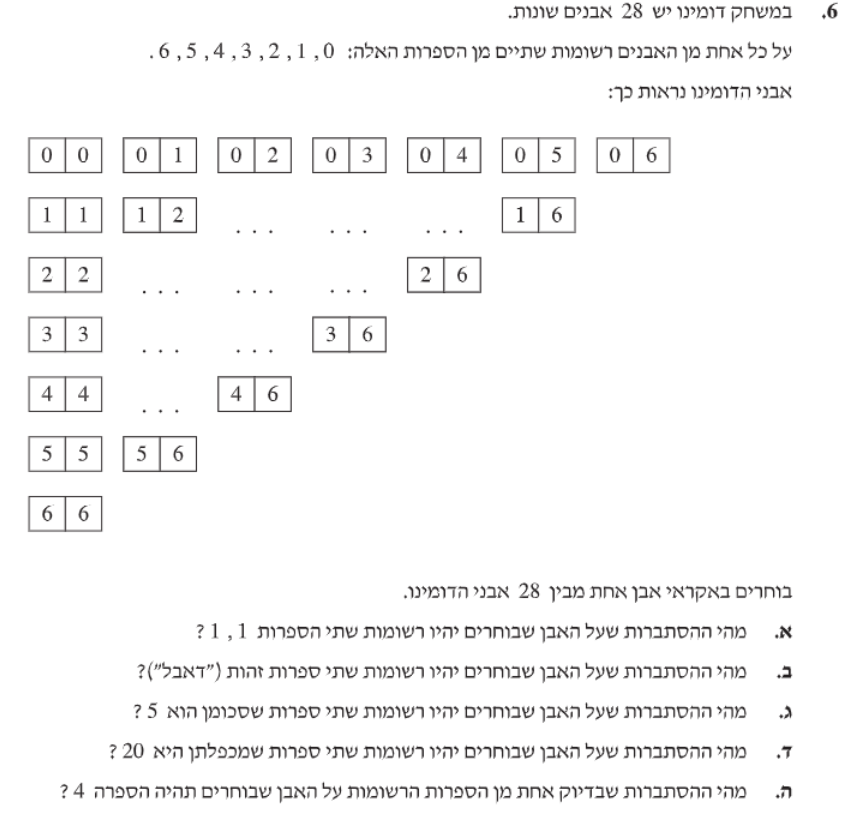 6. במשחק דומינו יש 28 אבנים שונות.
על כל אחת מן האבנים רשומות שתיים מן הספרות האלה: 0 , 1 , 2 , 3 , 4 , 5 , 6 .
אבני הדומינו נראות כך:
0 0 0 1 0 2 0 3 0 4 0 5 0 6
1 1 1 2 . . . . . . . . . 1 6
2 2 . . . . . . . . . 2 6
3 3 . . . . . . 3 6
4 4 . . . 4 6
5 5 5 6
6 6
בוחרים באקראי אבן אחת מבין 28 אבני הדומינו.
א. מהי ההסתברות שעל האבן שבוחרים יהיו רשומות שתי הספרות 1 , 1 ?
ב. מהי ההסתברות שעל האבן שבוחרים יהיו רשומות שתי ספרות זהות ("דאבל")?
ג. מהי ההסתברות שעל האבן שבוחרים יהיו רשומות שתי ספרות שסכומן הוא 5 ?
ד. מהי ההסתברות שעל האבן שבוחרים יהיו רשומות שתי ספרות שמכפלתן היא 20 ?
ה. מהי ההסתברות שבדיוק אחת מן הספרות הרשומות על האבן שבוחרים תהיה הספרה 4 ?